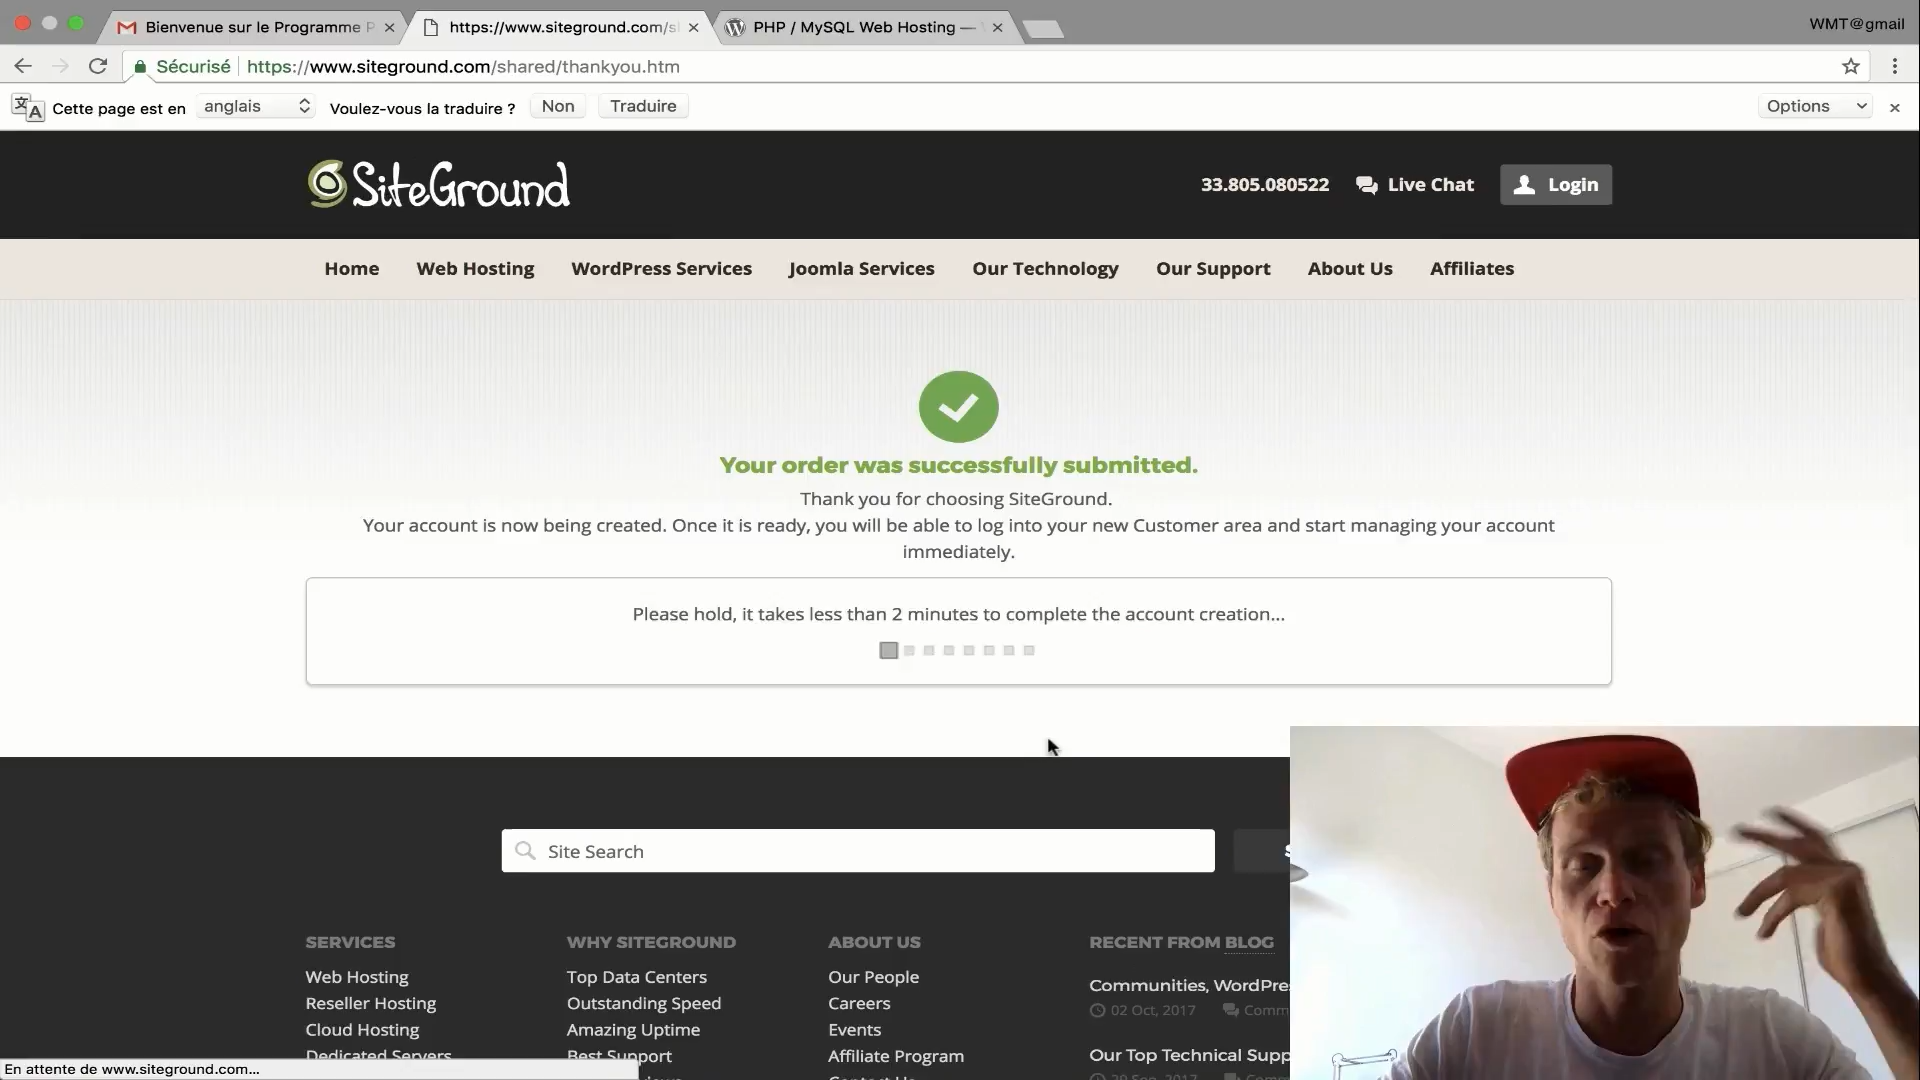 Bienvenue sur le Programme P
https://www.siteground.com/s
PHP / MySQL Web Hosting —
WMT@gmail
Sécurisé
https://www.siteground.com/shared/thankyou.htm
Cette page est en anglais Voulez-vous la traduire ? Non Traduire Options
SiteGround
33.805.080522 Live Chat Login
Home Web Hosting WordPress Services Joomla Services Our Technology Our Support About Us Affiliates
Your order was successfully submitted.
Thank you for choosing SiteGround.
Your account is now being created. Once it is ready, you will be able to log into your new Customer area and start managing your account
immediately.
Please hold, it takes less than 2 minutes to complete the account creation...
Site Search
SERVICES
Web Hosting
Reseller Hosting
Cloud Hosting
Dedicated Servers
WHY SITEGROUND
Top Data Centers
Outstanding Speed
Amazing Uptime
Best Support
ABOUT US
Our People
Careers
Events
Affiliate Program
RECENT FROM BLOG
Communities, WordPre
02 Oct, 2017 Comm
Our Top Technical Supp
En attente de www.siteground.com...